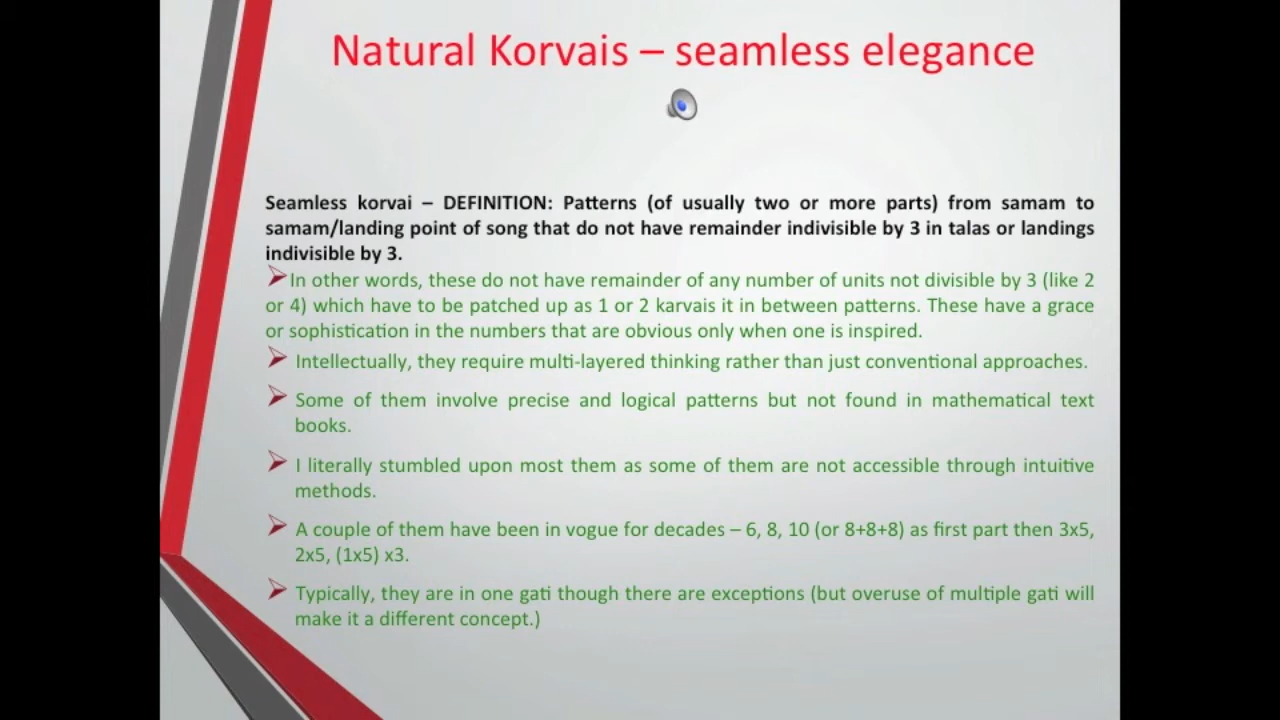 Natural Korvais – seamless elegance
Seamless korvai – DEFINITION: Patterns (of usually two or more parts) from samam to
samam/landing point of song that do not have remainder indivisible by 3 in talas or landings
indivisible by 3.
In other words, these do not have remainder of any number of units not divisible by 3 (like 2
or 4) which have to be patched up as 1 or 2 karvais it in between patterns. These have a grace
or sophistication in the numbers that are obvious only when one is inspired.
Intellectually, they require multi-layered thinking rather than just conventional approaches.
Some of them involve precise and logical patterns but not found in mathematical text
books.
I literally stumbled upon most them as some of them are not accessible through intuitive
methods.
A couple of them have been in vogue for decades – 6, 8, 10 (or 8+8+8) as first part then 3x5,
2x5, (1x5) x3.
Typically, they are in one gati though there are exceptions (but overuse of multiple gati will
make it a different concept.)